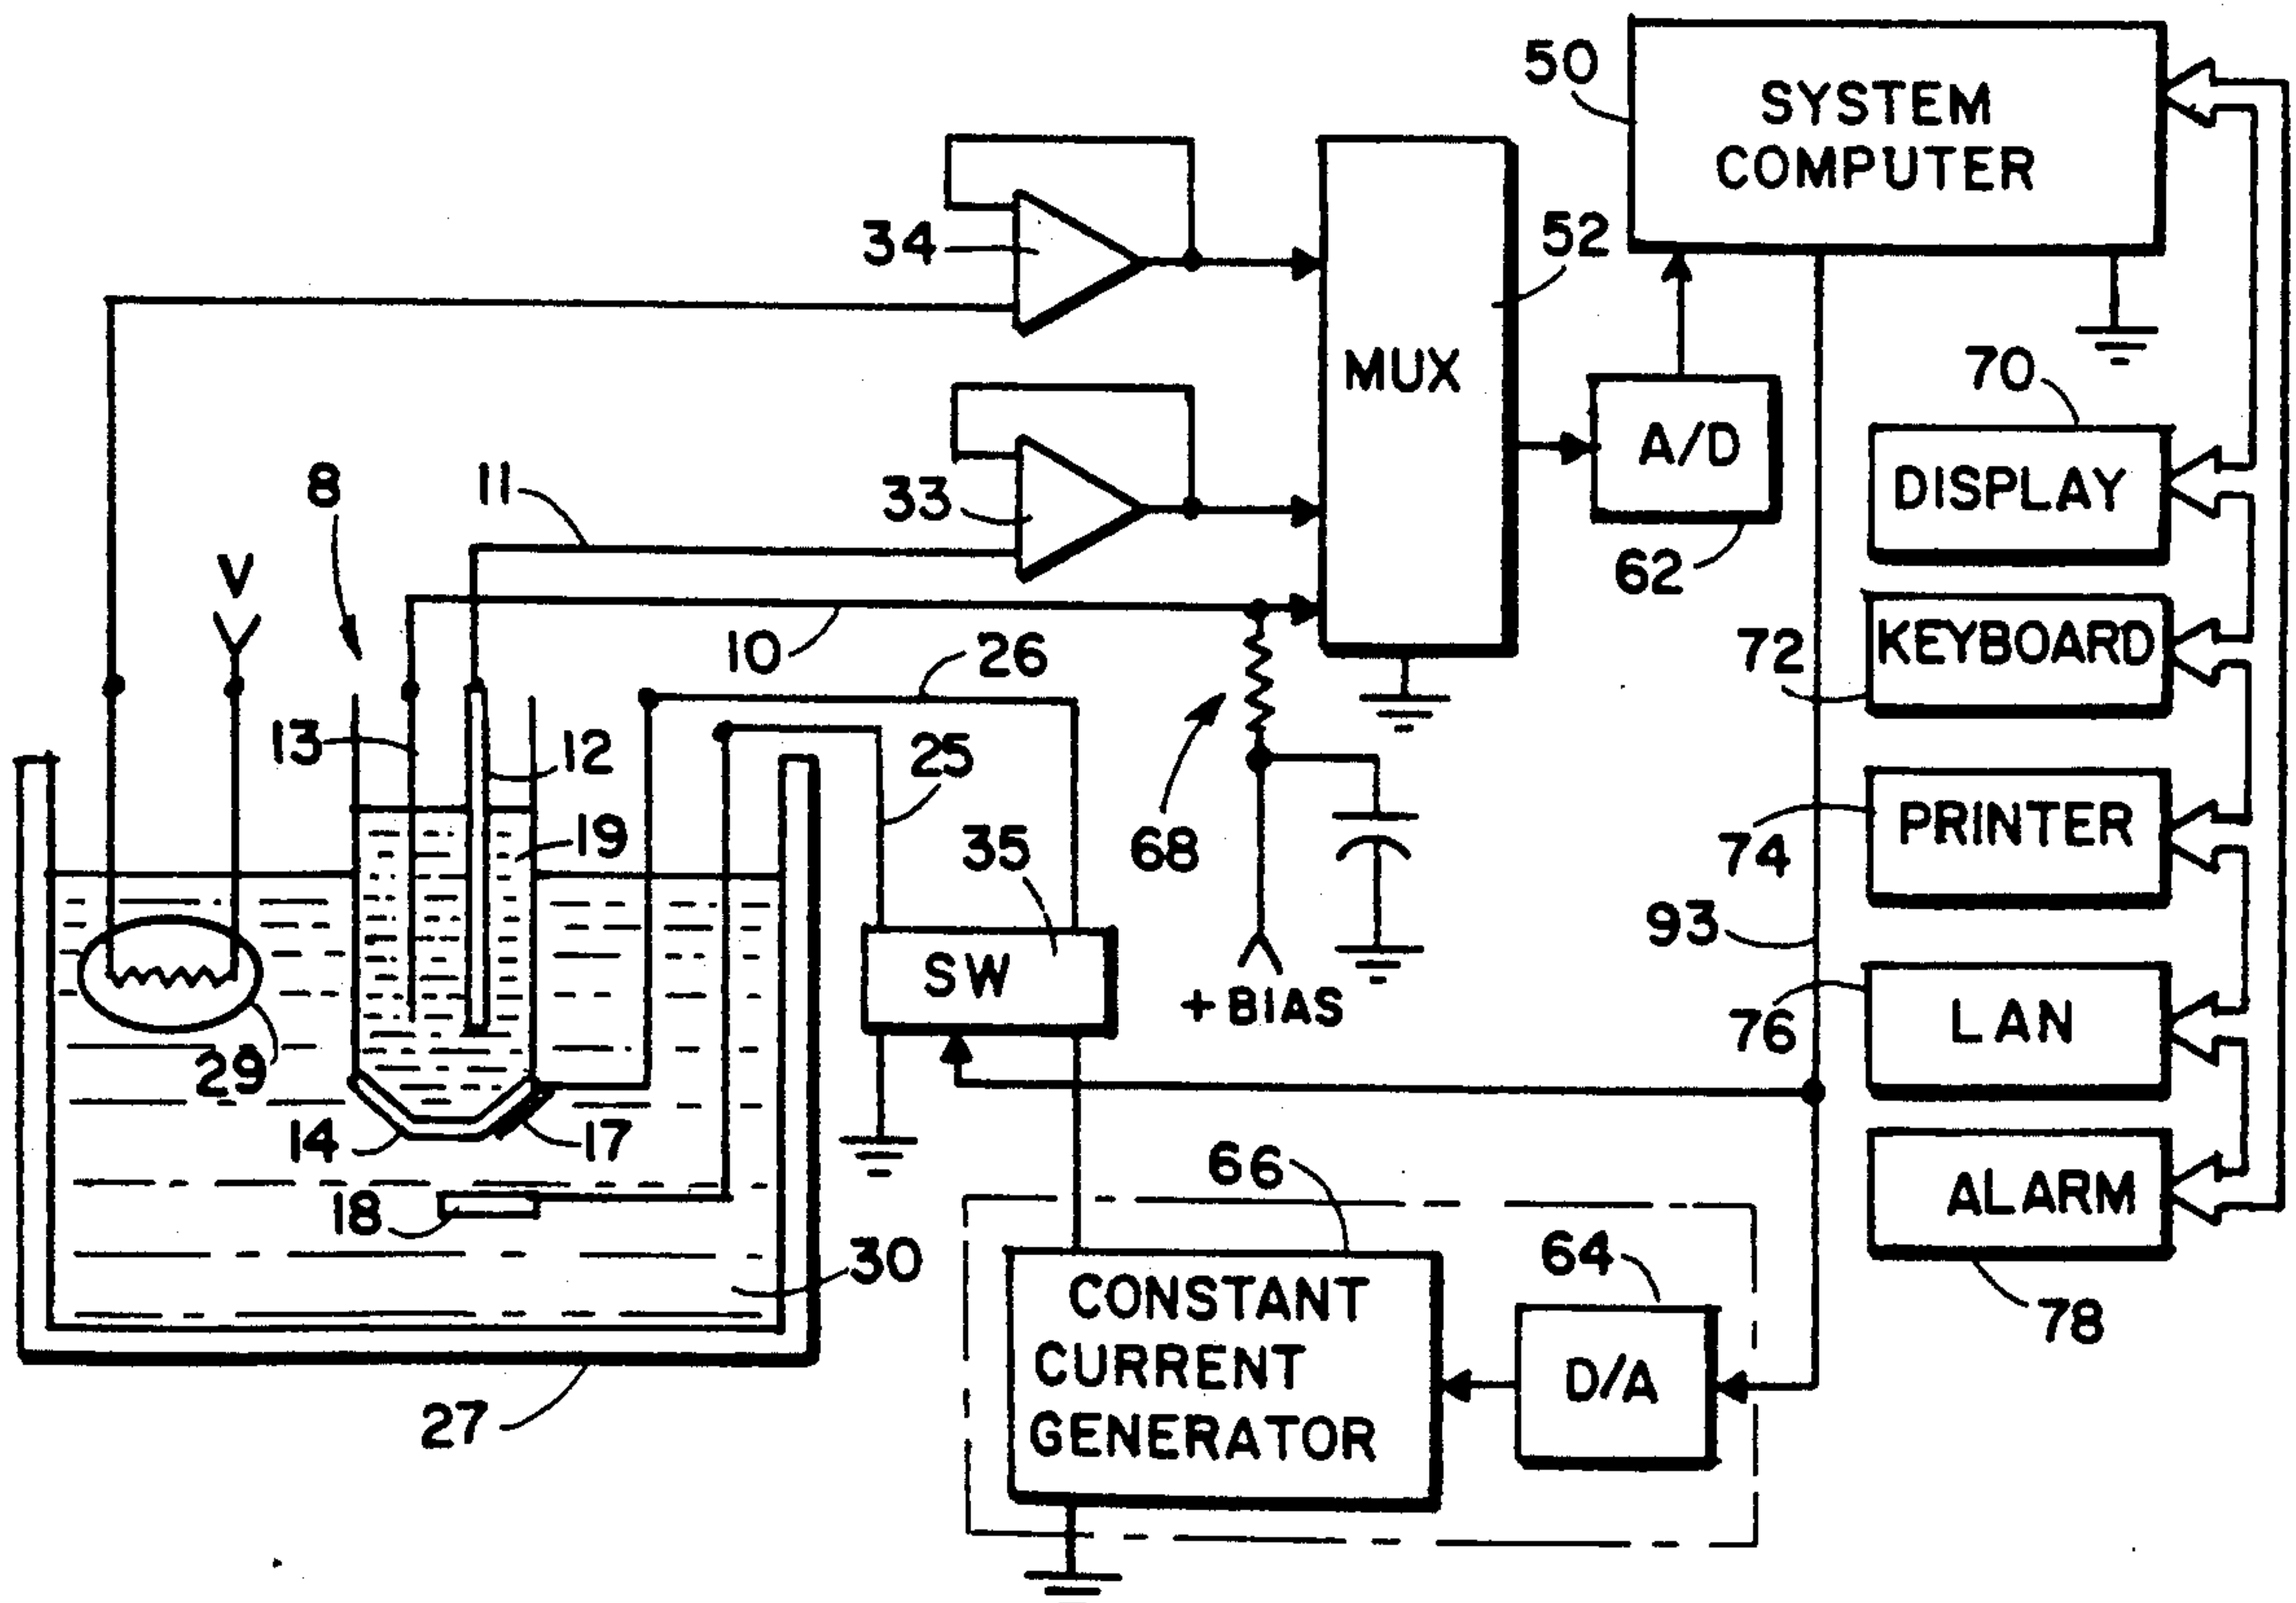 50
SYSTEM
COMPUTER
34
52
MUX
70
A/D
DISPLAY
8
11
33
62
V
10
26
72
KEYBOARD
13
12
25
19
35
68
74
PRINTER
93
SW
+ BIAS
76
LAN
29
14
17
66
ALARM
18
30
64
CONSTANT
CURRENT
GENERATOR
D/A
78
27